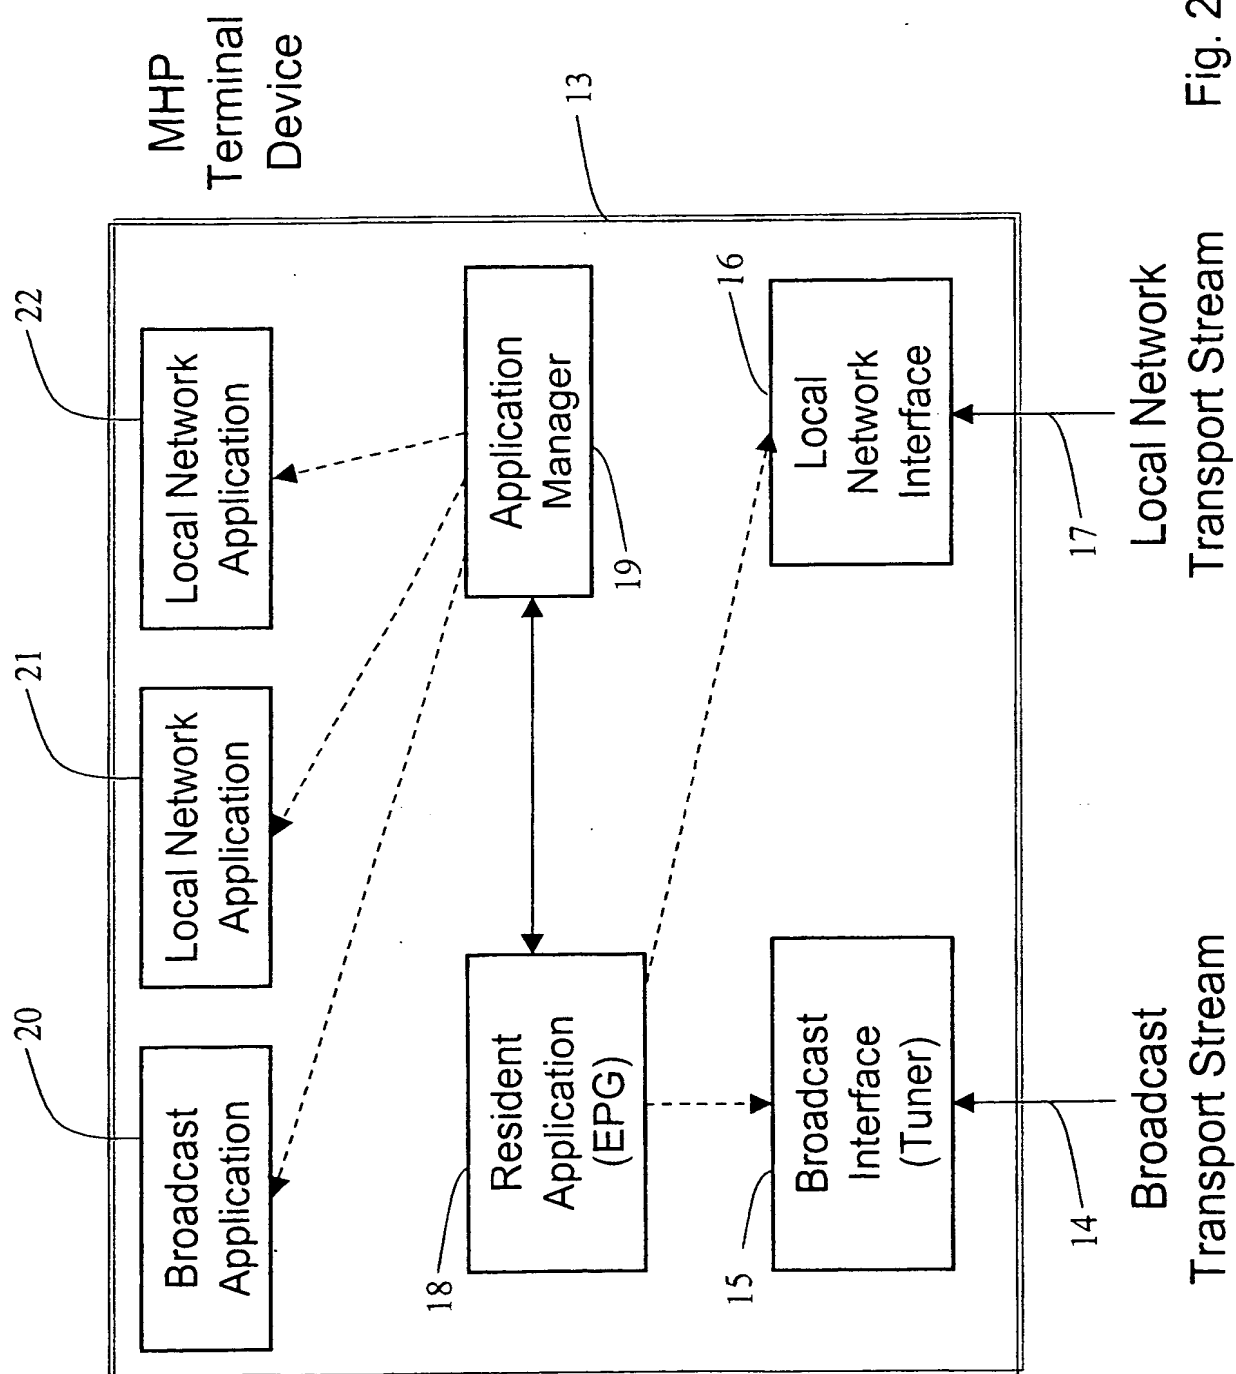 MHP
Terminal
Device
13
20
21
22
Broadcast
Application
Local Network
Application
Local Network
Application
18
Resident
Application
(EPG)
Application
Manager
19
15
Broadcast
Interface
(Tuner)
16
Local
Network
Interface
14
17
Broadcast
Transport Stream
Local Network
Transport Stream
Fig. 2